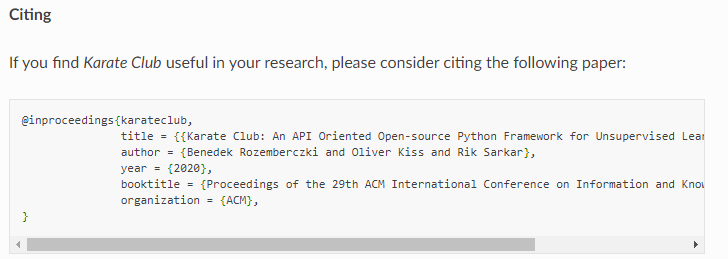 Citing
If you find Karate Club useful in your research, please consider citing the following paper:
@inproceedings{karateclub,
title = {{Karate Club: An API Oriented Open-source Python Framework for Unsupervised
author = {Benedek Rozemberczki and Oliver Kiss and Rik Sarkar},
year = {2020},
booktitle = {Proceedings of the 29th ACM International Conference on Information and
organization = {ACM},
}